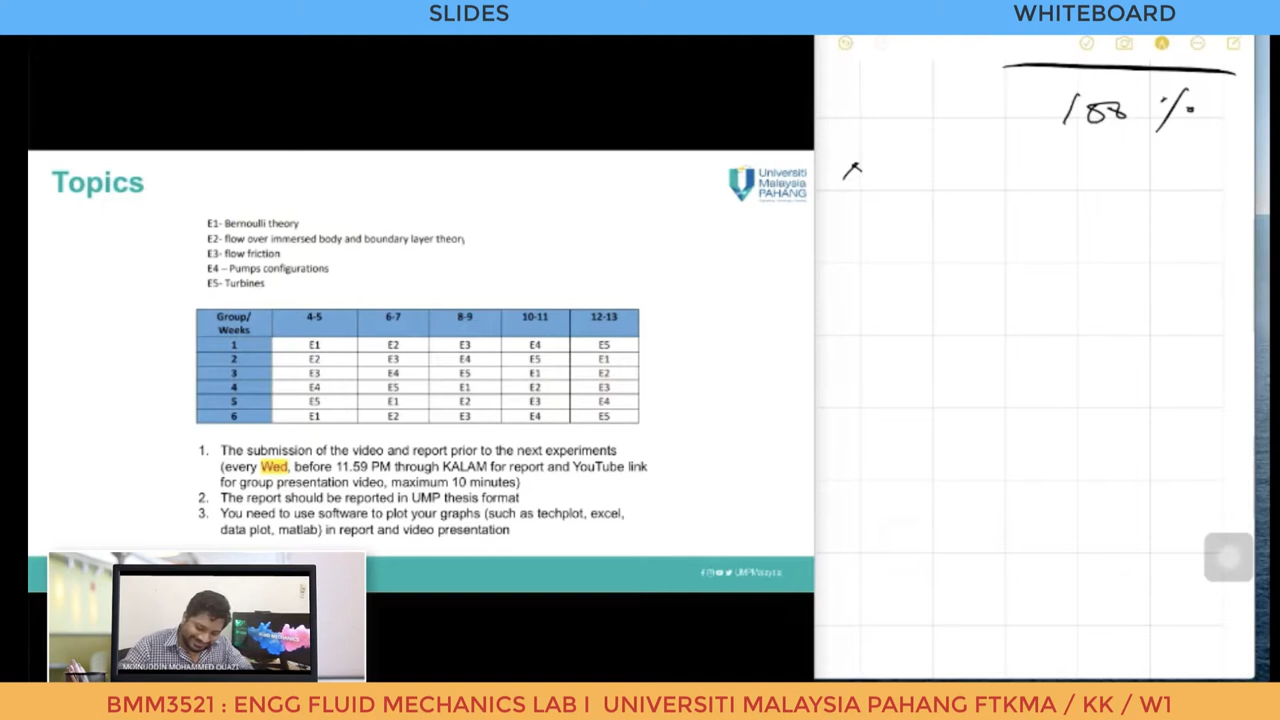 SLIDES
WHITEBOARD
Topics
Universiti
Malaysia
PAHANG
E1- Bernoulli theory
E2- flow over immersed body and boundary layer theory
E3- flow friction
E4 – Pumps configurations
E5- Turbines
Group/ Weeks 4-5 6-7 8-9 10-11 12-13
1 E1 E2 E3 E4 E5
2 E2 E3 E4 E5 E1
3 E3 E4 E5 E1 E2
4 E4 E5 E1 E2 E3
5 E5 E1 E2 E3 E4
6 E1 E2 E3 E4 E5
1. The submission of the video and report prior to the next experiments
(every Wed, before 11.59 PM through KALAM for report and YouTube link
for group presentation video, maximum 10 minutes)
2. The report should be reported in UMP thesis format
3. You need to use software to plot your graphs (such as techplot, excel,
data plot, matlab) in report and video presentation
UMPMalaysia
FLUID MECHANICS
MOINUDDIN MOHAMMED QUAZI
BMM3521 : ENGG FLUID MECHANICS LAB I UNIVERSITI MALAYSIA PAHANG FTKMA / KK / W1